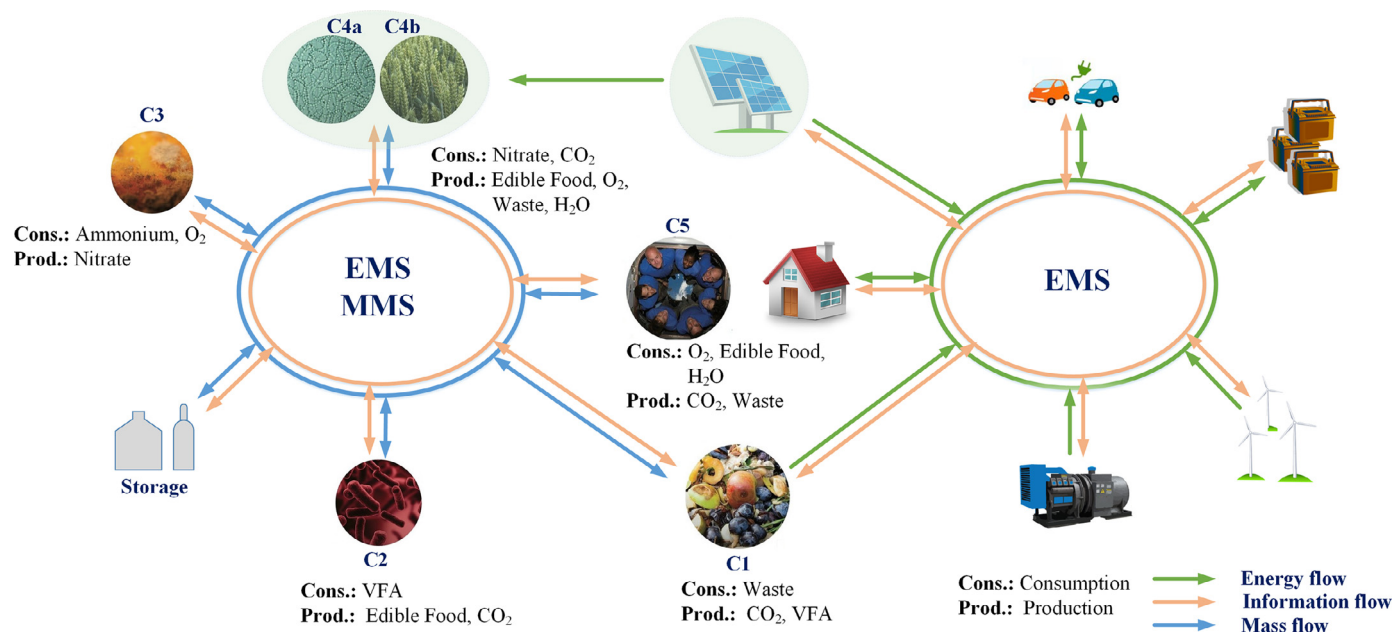 C4a
C4b
C3
Cons.: Nitrate, CO₂
Prod.: Edible Food, O₂,
Waste, H₂O
Cons.: Ammonium, O₂
Prod.: Nitrate
EMS
MMS
C5
EMS
Cons.: O₂, Edible Food,
H₂O
Prod.: CO₂, Waste
Storage
C2
Cons.: VFA
Prod.: Edible Food, CO₂
C1
Cons.: Waste
Prod.: CO₂, VFA
Cons.: Consumption
Prod.: Production
Energy flow
Information flow
Mass flow